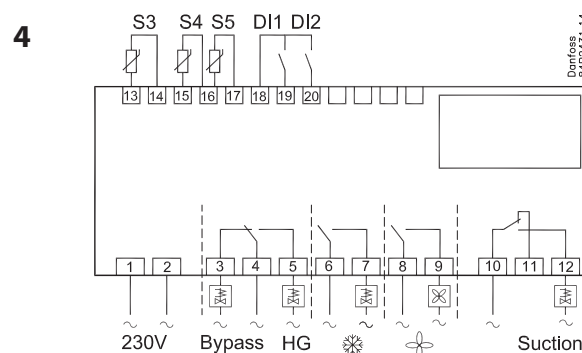 4
S3 S4 S5 DI1 DI2
Danfoss
13 14 15 16 17 18 19 20
1 2 3 4 5 6 7 8 9 10 11 12
~ ~ ~ ~ ~ ~ ~ ~ ~ ~ ~
230V Bypass HG Suction